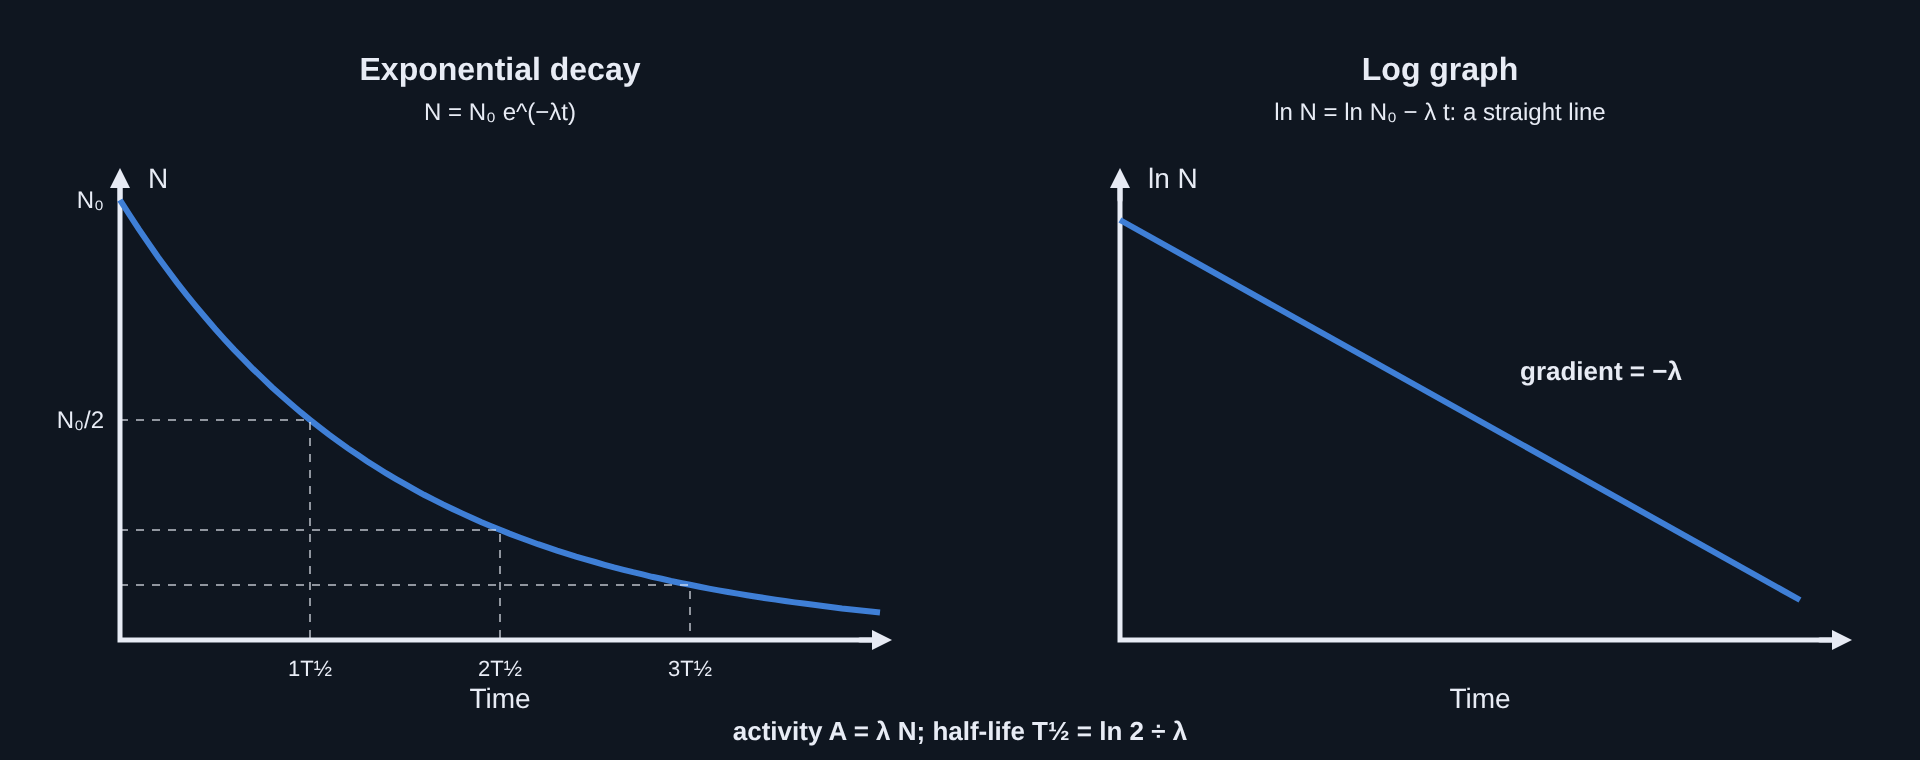 Exponential decay
N = N₀ e^(−λt)
N
N₀
N₀/2
1T½
2T½
3T½
Time
Log graph
ln N = ln N₀ − λ t: a straight line
ln N
gradient = −λ
Time
activity A = λ N; half-life T½ = ln 2 ÷ λ